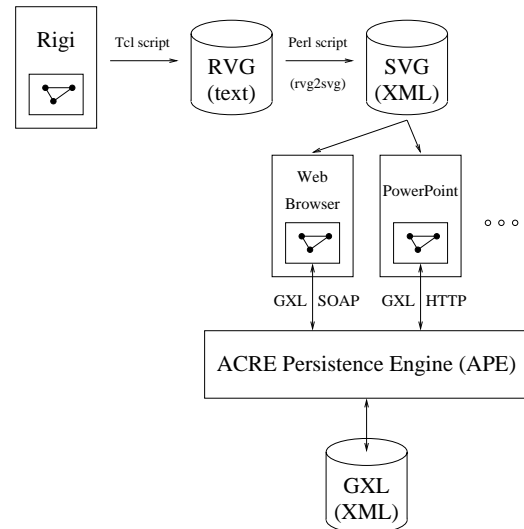 Rigi
Tcl script
RVG
(text)
Perl script
(rvg2svg)
SVG
(XML)
Web
Browser
PowerPoint
GXL SOAP
GXL HTTP
ACRE Persistence Engine (APE)
GXL
(XML)